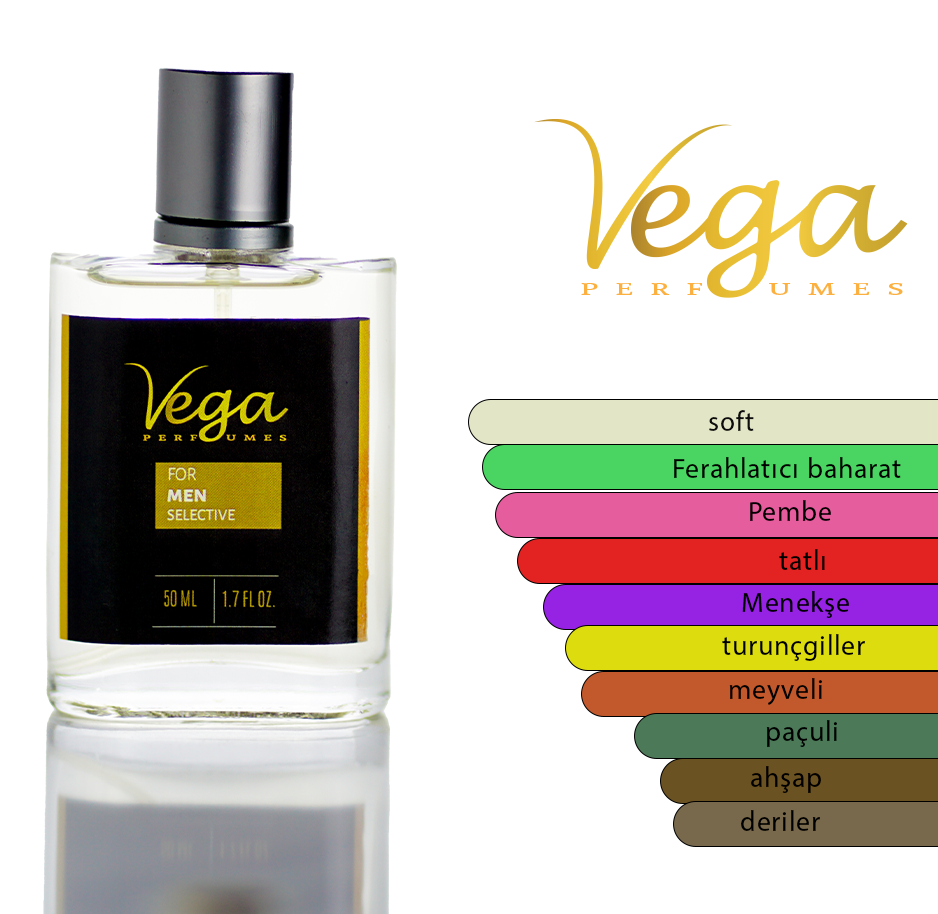 Vega
PERFUMES
FOR
MEN
SELECTIVE
50 ML
1.7 FL OZ.
Vega
PERFUMES
soft
Ferahlatıcı baharat
Pembe
tatlı
Menekşe
turunçgiller
meyveli
paçuli
ahşap
deriler